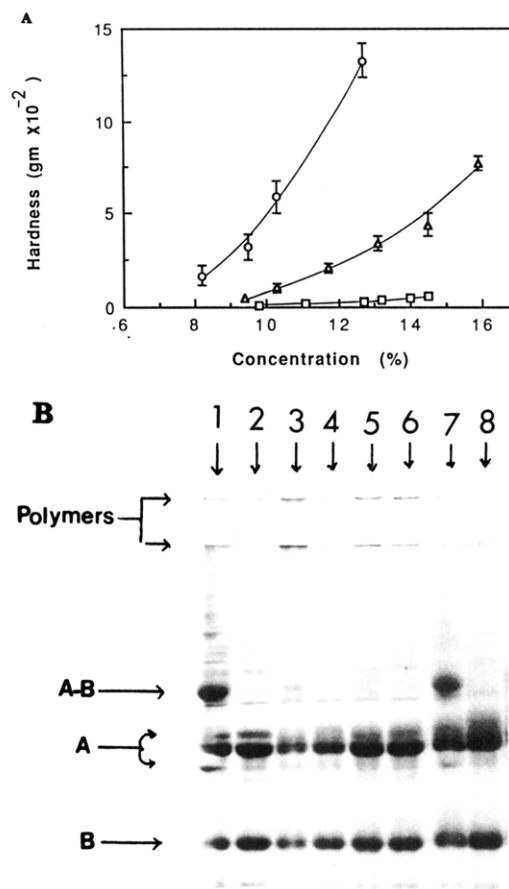 A
Hardness (gm x10-2)
15
10
5
0
.6
8
10
12
14
16
Concentration (%)
B
1 2 3 4 5 6 7 8
Polymers
A-B
A
B